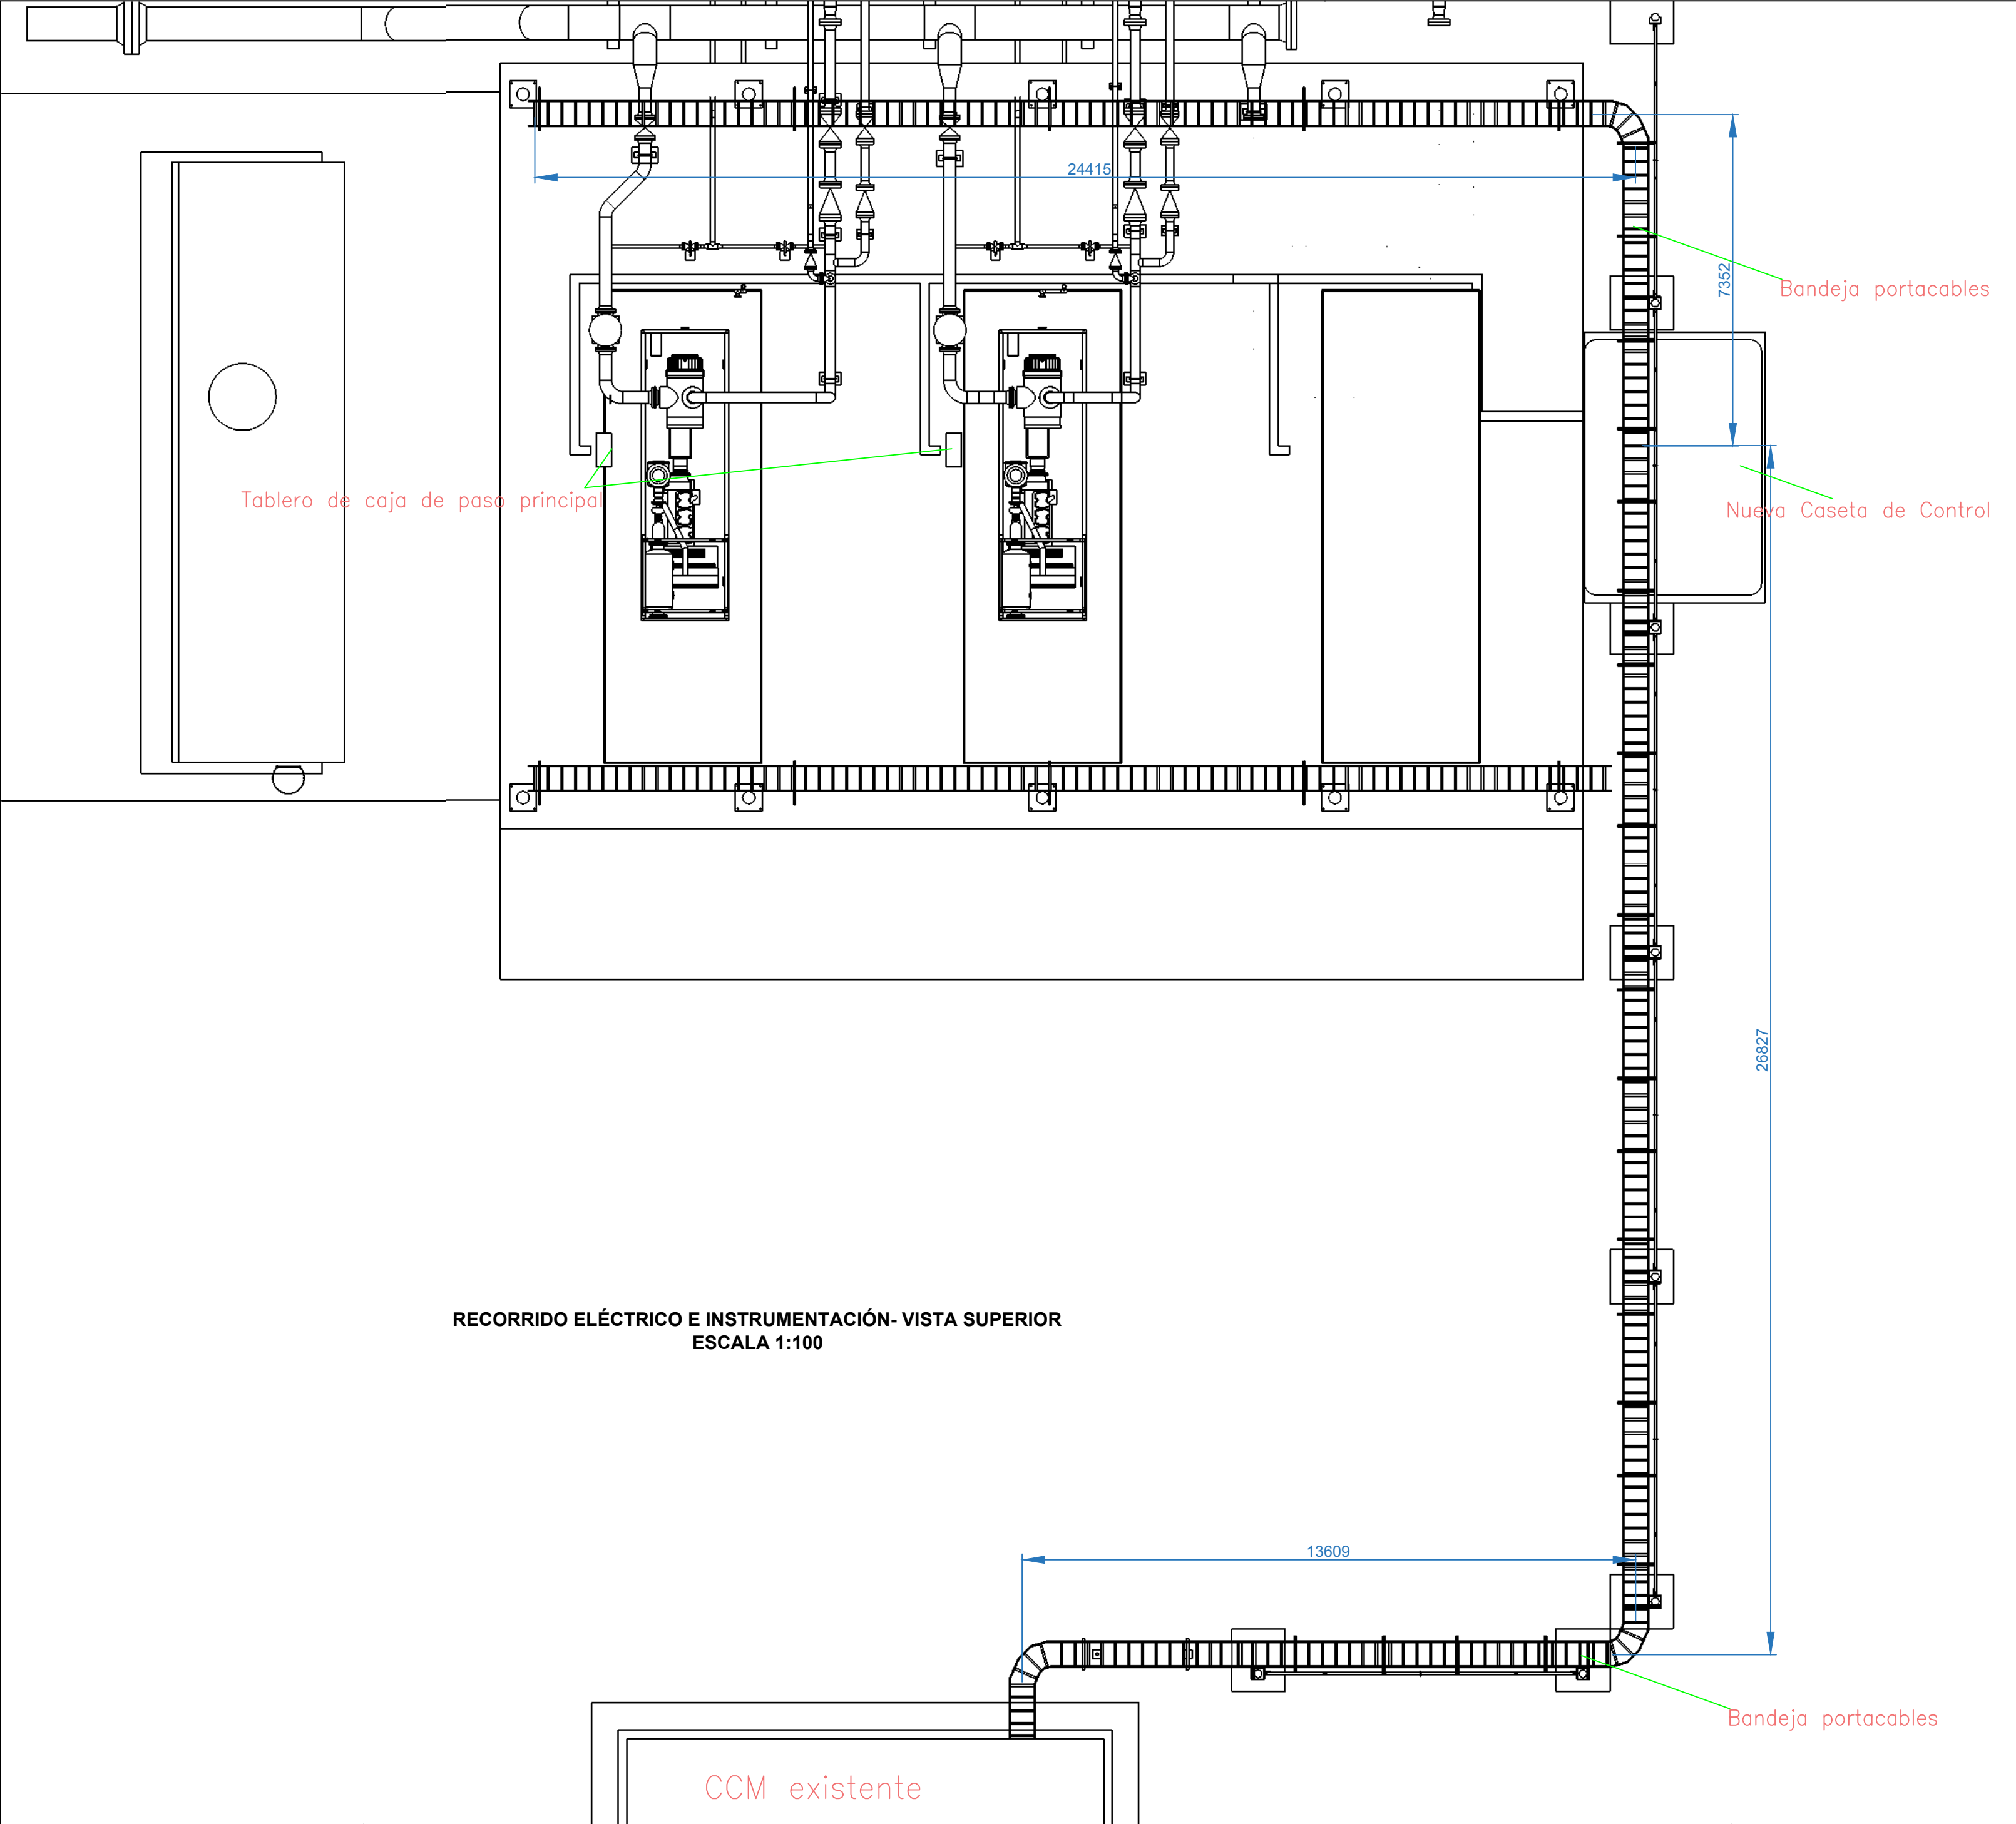 24415
7352
Bandeja portacables
Tablero de caja de paso principal
Nueva Caseta de Control
26827
RECORRIDO ELÉCTRICO E INSTRUMENTACIÓN- VISTA SUPERIOR
ESCALA 1:100
13609
Bandeja portacables
CCM existente